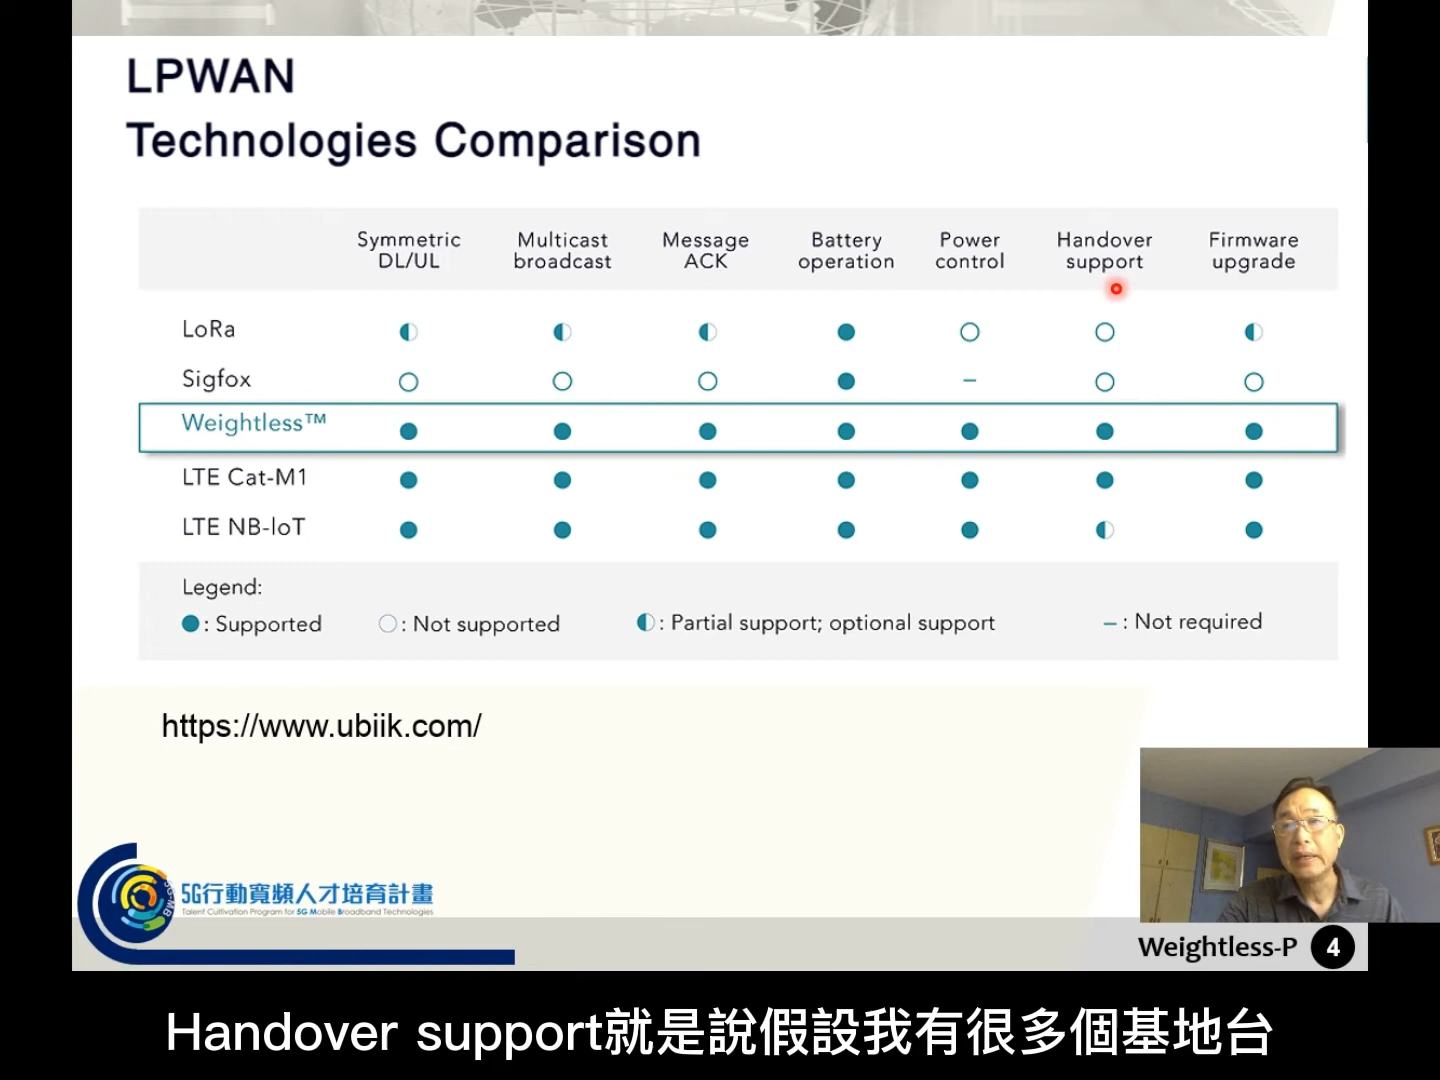 LPWAN
Technologies Comparison
Symmetric DL/UL Multicast broadcast Message ACK Battery operation Power control Handover support Firmware upgrade
LoRa ◐ ◐ ◐ ● ○ ○ ◐
Sigfox ○ ○ ○ ● – ○ ○
Weightless™ ● ● ● ● ● ● ●
LTE Cat-M1 ● ● ● ● ● ● ●
LTE NB-IoT ● ● ● ● ● ◐ ●
Legend:
●: Supported ○: Not supported ◐: Partial support; optional support –: Not required
https://www.ubiik.com/
5G行動寬頻人才培育計畫
Talent Cultivation Program for 5G Mobile Broadband Technologies
Weightless-P 4
Handover support就是說假設我有很多個基地台